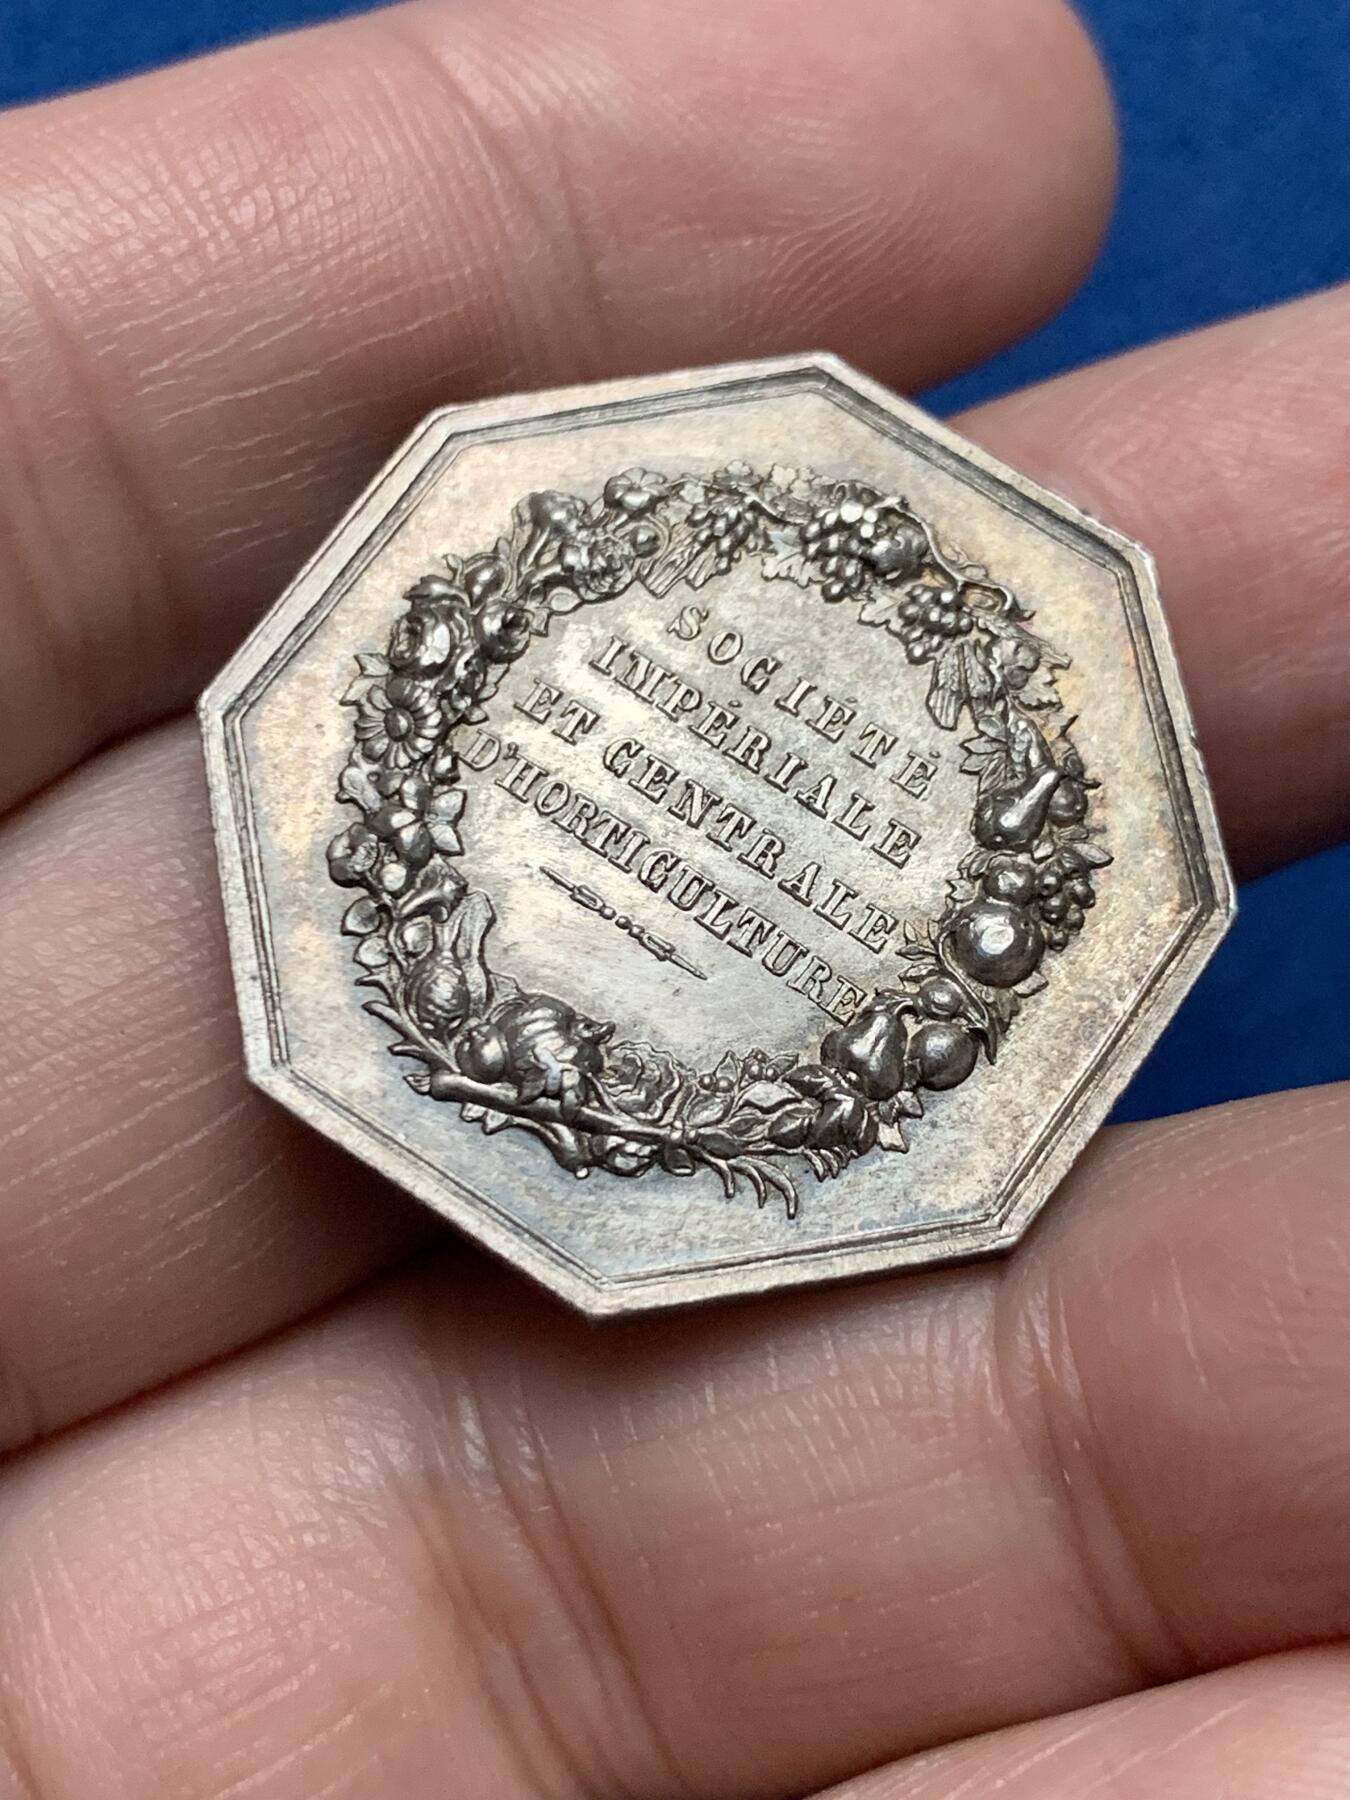 SOCIÉTÉ
IMPÉRIALE
ET CENTRALE
D'HORTICULTURE